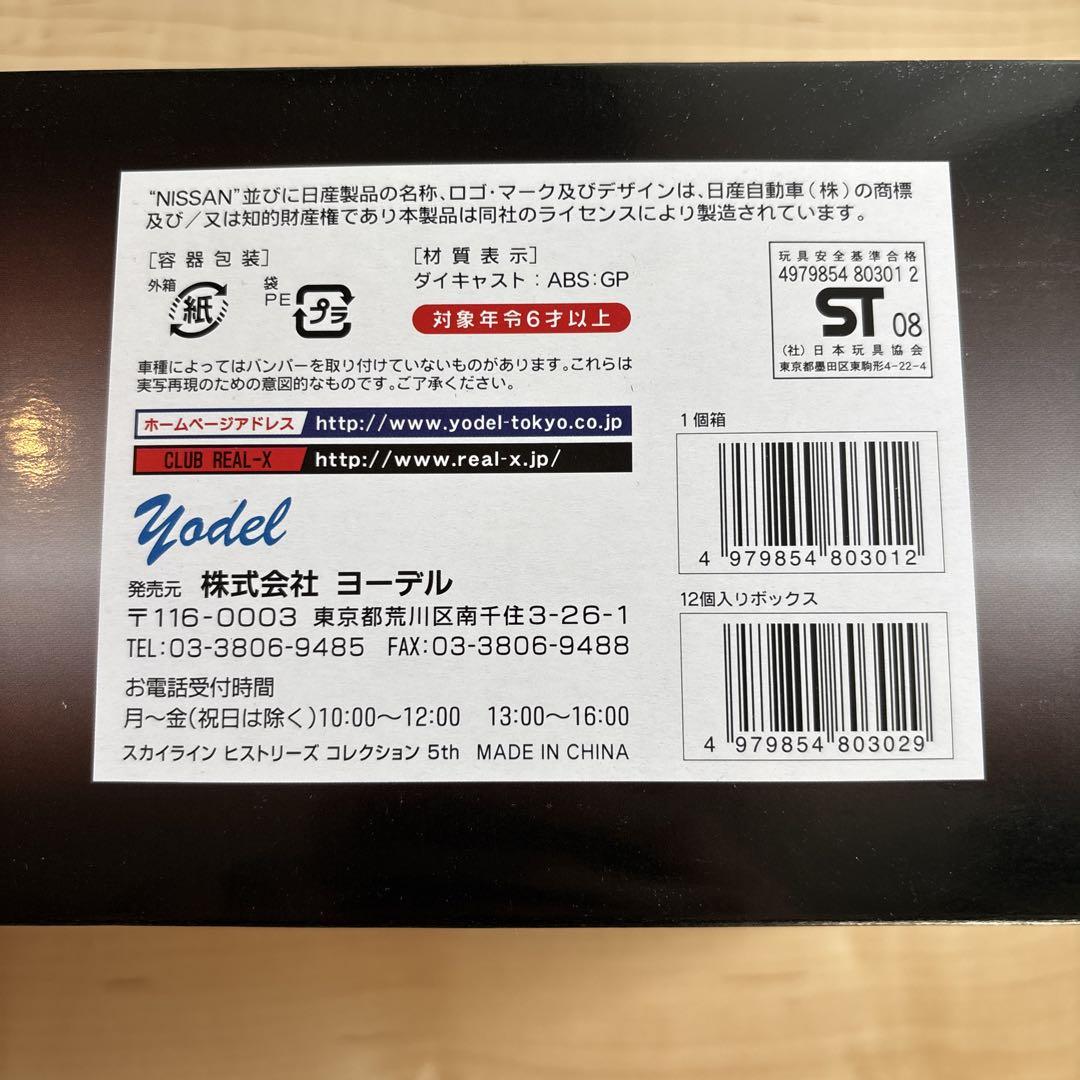 “NISSAN”並びに日産製品の名称、ロゴ・マーク及びデザインは、日産自動車(株)の商標
及び／又は知的財産権であり本製品は同社のライセンスにより製造されています。
[容器包装]
外箱
紙
袋
PE
プラ
[材質表示]
ダイキャスト：ABS:GP
対象年令6才以上
玩具安全基準合格
4979854 80301 2
ST 08
(社)日本玩具協会
東京都墨田区東駒形4-22-4
車種によってはバンパーを取り付けていないものがあります。これらは
実写再現のための意図的なものです。ご了承ください。
ホームページアドレス http://www.yodel-tokyo.co.jp
CLUB REAL-X http://www.real-x.jp/
yodel
発売元 株式会社 ヨーデル
〒116-0003 東京都荒川区南千住3-26-1
TEL:03-3806-9485 FAX:03-3806-9488
お電話受付時間
月～金(祝日は除く)10:00～12:00 13:00～16:00
スカイライン ヒストリーズ コレクション 5th MADE IN CHINA
1個箱
4 979854 803012
12個入りボックス
4 979854 803029